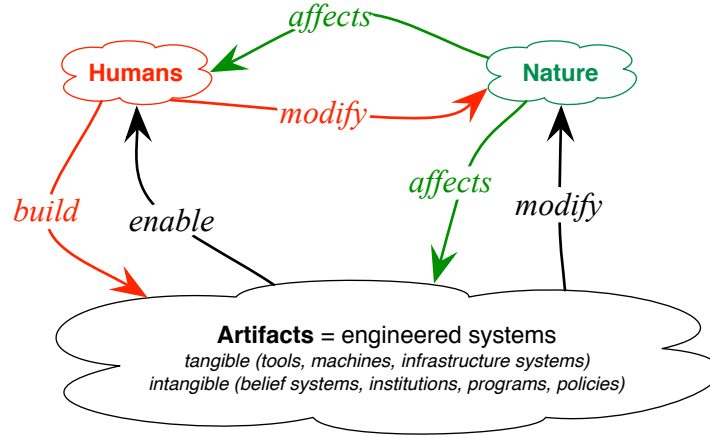 affects
Humans
Nature
modify
affects
build
enable
modify
Artifacts = engineered systems
tangible (tools, machines, infrastructure systems)
intangible (belief systems, institutions, programs, policies)